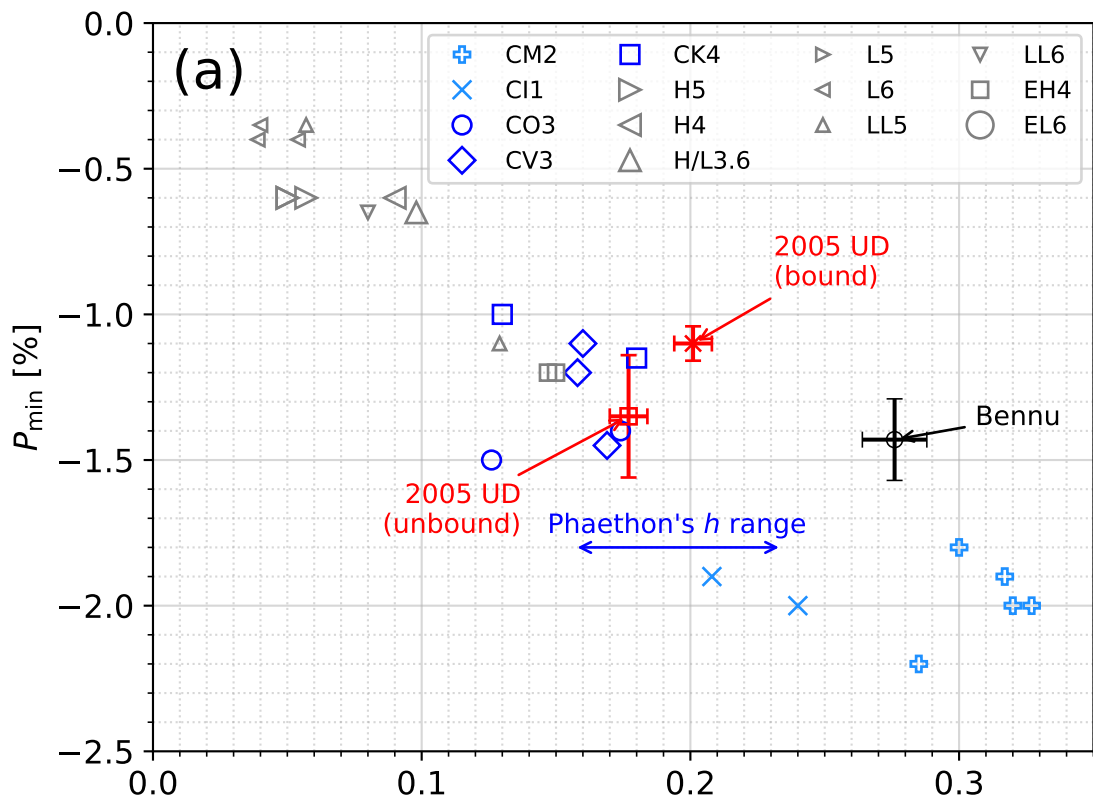 (a)
CM2
CI1
CO3
CV3
CK4
H5
H4
H/L3.6
L5
L6
LL5
LL6
EH4
EL6
2005 UD
(bound)
Bennu
2005 UD
(unbound)
Phaethon's h range
P_min [%]
0.0
−0.5
−1.0
−1.5
−2.0
−2.5
0.0
0.1
0.2
0.3